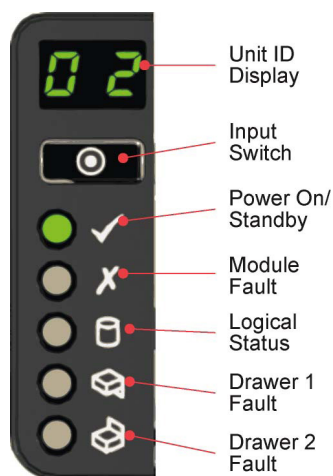 02
Unit ID
Display
Input
Switch
Power On/
Standby
Module
Fault
Logical
Status
Drawer 1
Fault
Drawer 2
Fault